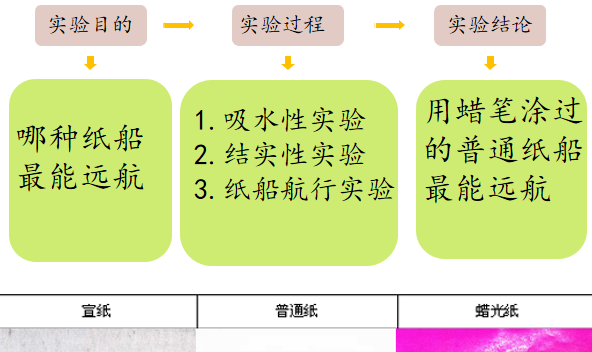 实验目的
实验过程
实验结论
哪种纸船
最能远航
1.吸水性实验
2.结实性实验
3.纸船航行实验
用蜡笔涂过
的普通纸船
最能远航
宣纸
普通纸
蜡光纸